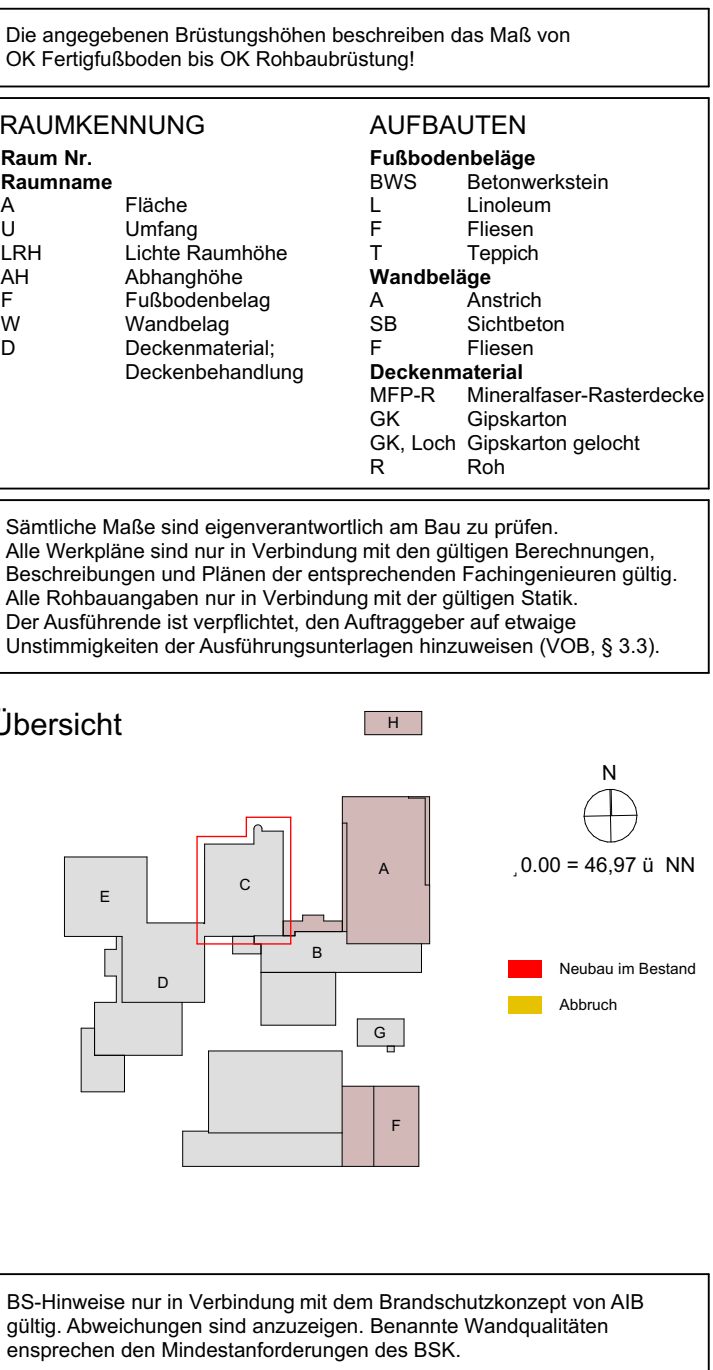 Die angegebenen Brüstungshöhen beschreiben das Maß von
OK Fertigfußboden bis OK Rohbaubrüstung!
RAUMKENNUNG
Raum Nr.
Raumname
A Fläche
U Umfang
LRH Lichte Raumhöhe
AH Abhanghöhe
F Fußbodenbelag
W Wandbelag
D Deckenmaterial;
Deckenbehandlung
AUFBAUTEN
Fußbodenbeläge
BWS Betonwerkstein
L Linoleum
F Fliesen
T Teppich
Wandbeläge
A Anstrich
SB Sichtbeton
F Fliesen
Deckenmaterial
MFP-R Mineralfaser-Rasterdecke
GK Gipskarton
GK, Loch Gipskarton gelocht
R Roh
Sämtliche Maße sind eigenverantwortlich am Bau zu prüfen.
Alle Werkpläne sind nur in Verbindung mit den gültigen Berechnungen,
Beschreibungen und Plänen der entsprechenden Fachingenieuren gültig.
Alle Rohbauangaben nur in Verbindung mit der gültigen Statik.
Der Ausführende ist verpflichtet, den Auftraggeber auf etwaige
Unstimmigkeiten der Ausführungsunterlagen hinzuweisen (VOB, § 3.3).
Übersicht
H
N
A
C
E
0.00 = 46,97 ü NN
B
D
Neubau im Bestand
Abbruch
G
F
BS-Hinweise nur in Verbindung mit dem Brandschutzkonzept von AIB
gültig. Abweichungen sind anzuzeigen. Benannte Wandqualitäten
ensprechen den Mindestanforderungen des BSK.